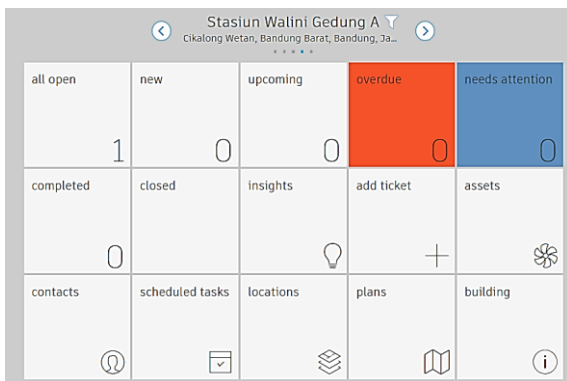 Stasiun Walini Gedung A
Cikalong Wetan, Bandung Barat, Bandung, Ja...
all open
new
upcoming
overdue
needs attention
1
0
0
0
0
completed
closed
insights
add ticket
assets
0
contacts
scheduled tasks
locations
plans
building
i